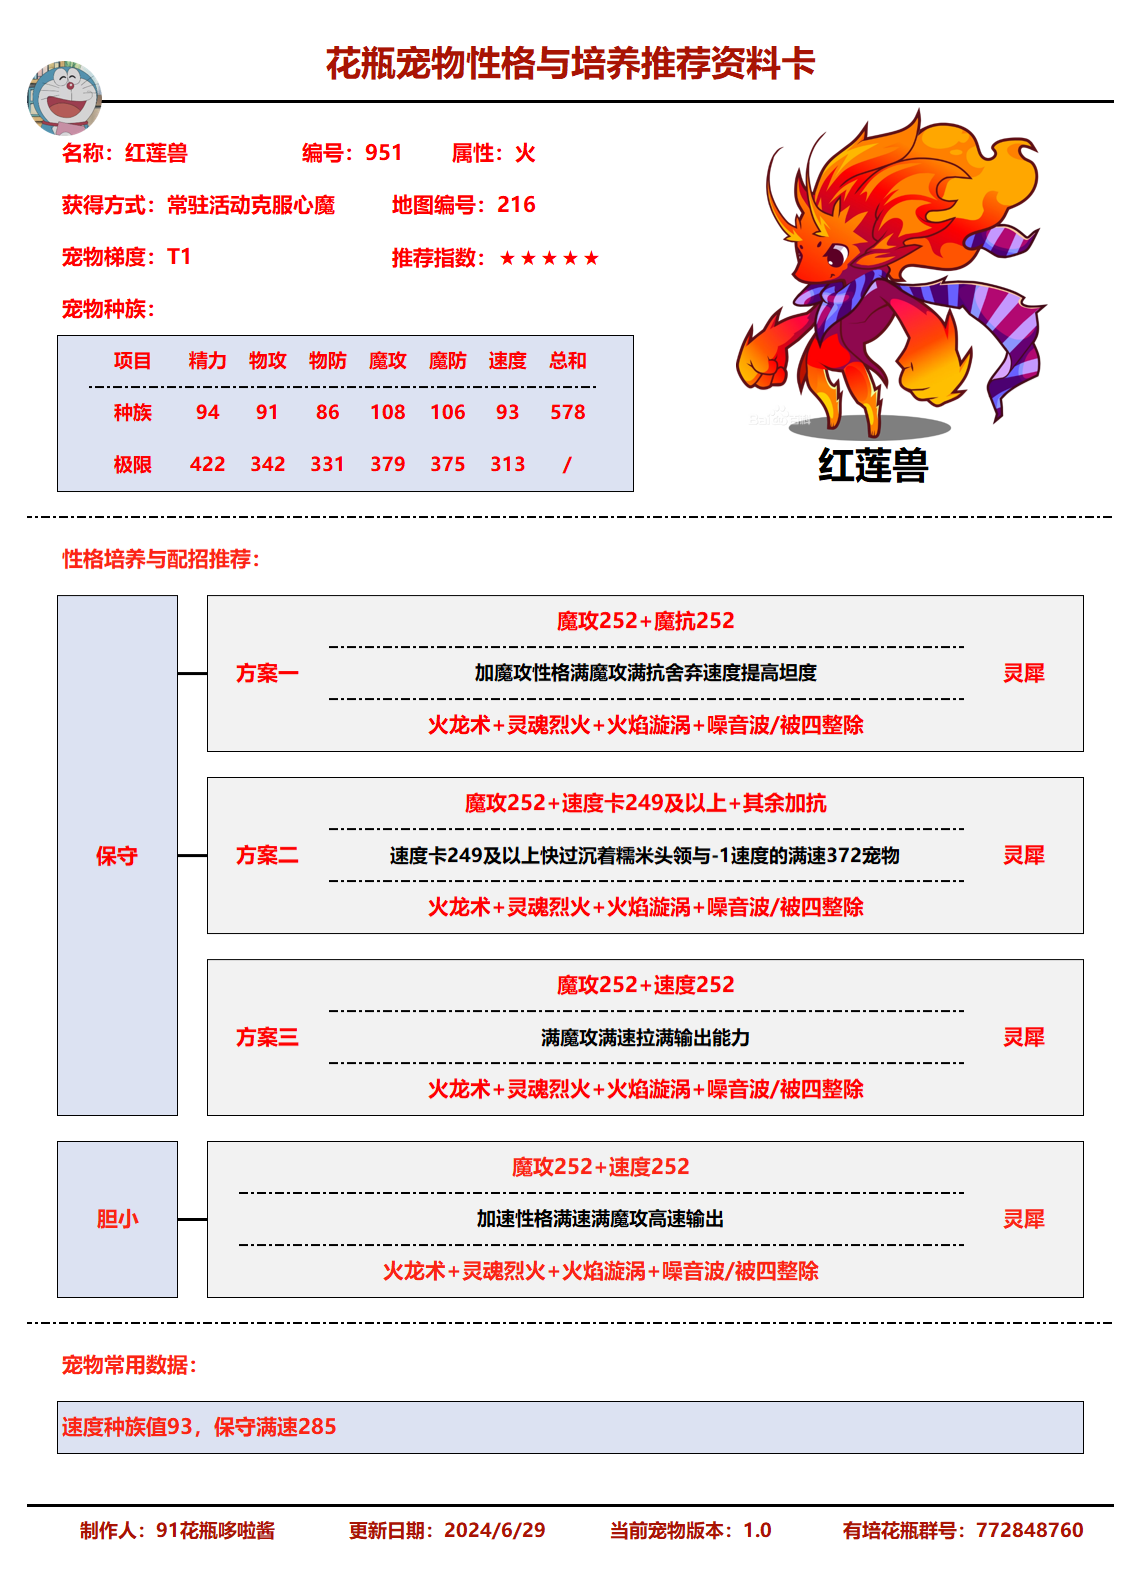 花瓶宠物性格与培养推荐资料卡
名称：红莲兽 编号：951 属性：火
获得方式：常驻活动克服心魔 地图编号：216
宠物梯度：T1 推荐指数：★★★★★
宠物种族：
项目 精力 物攻 物防 魔攻 魔防 速度 总和
种族 94 91 86 108 106 93 578
极限 422 342 331 379 375 313 /
红莲兽
性格培养与配招推荐：
保守
方案一
魔攻252+魔抗252
加魔攻性格满魔攻满抗舍弃速度提高坦度
火龙术+灵魂烈火+火焰漩涡+噪音波/被四整除
灵犀
方案二
魔攻252+速度卡249及以上+其余加抗
速度卡249及以上快过沉着糯米头领与-1速度的满速372宠物
火龙术+灵魂烈火+火焰漩涡+噪音波/被四整除
灵犀
方案三
魔攻252+速度252
满魔攻满速拉满输出能力
火龙术+灵魂烈火+火焰漩涡+噪音波/被四整除
灵犀
胆小
魔攻252+速度252
加速性格满速满魔攻高速输出
火龙术+灵魂烈火+火焰漩涡+噪音波/被四整除
灵犀
宠物常用数据：
速度种族值93，保守满速285
制作人：91花瓶哆啦酱 更新日期：2024/6/29 当前宠物版本：1.0 有培花瓶群号：772848760